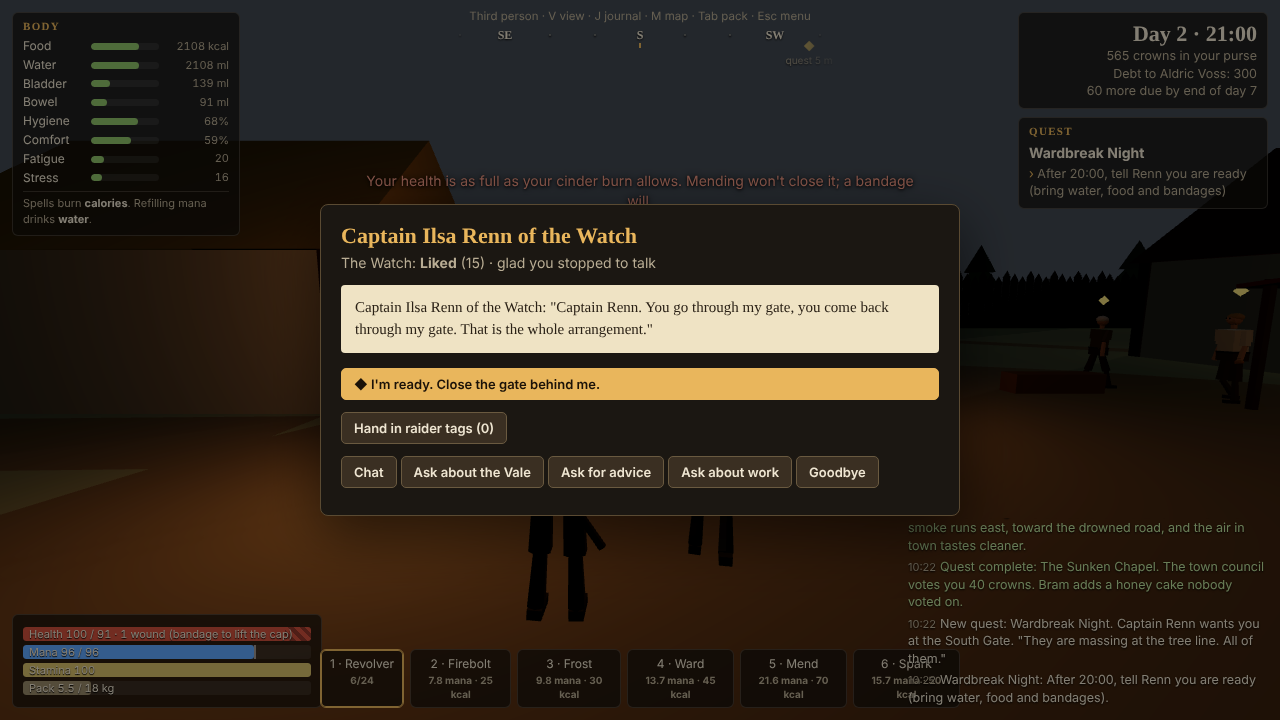 BODY
Food 2108 kcal
Water 2108 ml
Bladder 139 ml
Bowel 91 ml
Hygiene 68%
Comfort 59%
Fatigue 20
Stress 16
Spells burn calories. Refilling mana
drinks water.
Third person · V view · J journal · M map · Tab pack · Esc menu
SE S SW
quest 5 m
Day 2 · 21:00
565 crowns in your purse
Debt to Aldric Voss: 300
60 more due by end of day 7
QUEST
Wardbreak Night
› After 20:00, tell Renn you are ready
(bring water, food and bandages)
Your health is as full as your cinder burn allows. Mending won't close it; a bandage
will.
Captain Ilsa Renn of the Watch
The Watch: Liked (15) · glad you stopped to talk
Captain Ilsa Renn of the Watch: "Captain Renn. You go through my gate, you come back
through my gate. That is the whole arrangement."
◆ I'm ready. Close the gate behind me.
Hand in raider tags (0)
Chat
Ask about the Vale
Ask for advice
Ask about work
Goodbye
smoke runs east, toward the drowned road, and the air in
town tastes cleaner.
10:22 Quest complete: The Sunken Chapel. The town council
votes you 40 crowns. Bram adds a honey cake nobody
voted on.
10:22 New quest: Wardbreak Night. Captain Renn wants you
at the South Gate. "They are massing at the tree line. All of
them."
Wardbreak Night: After 20:00, tell Renn you are ready
(bring water, food and bandages).
Health 100 / 91 · 1 wound (bandage to lift the cap)
Mana 96 / 96
Stamina 100
Pack 5.5 / 18 kg
1 · Revolver
6/24
2 · Firebolt
7.8 mana · 25
kcal
3 · Frost
9.8 mana · 30
kcal
4 · Ward
13.7 mana · 45
kcal
5 · Mend
21.6 mana · 70
kcal
6 · Spark
15.7 mana
kcal